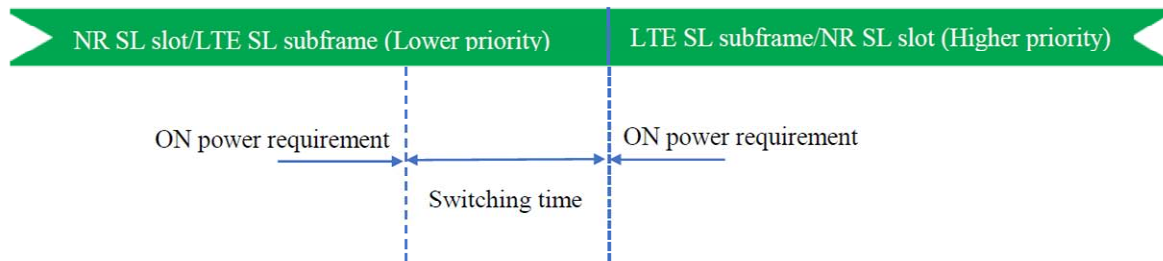 NR SL slot/LTE SL subframe (Lower priority)
LTE SL subframe/NR SL slot (Higher priority)
ON power requirement
ON power requirement
Switching time